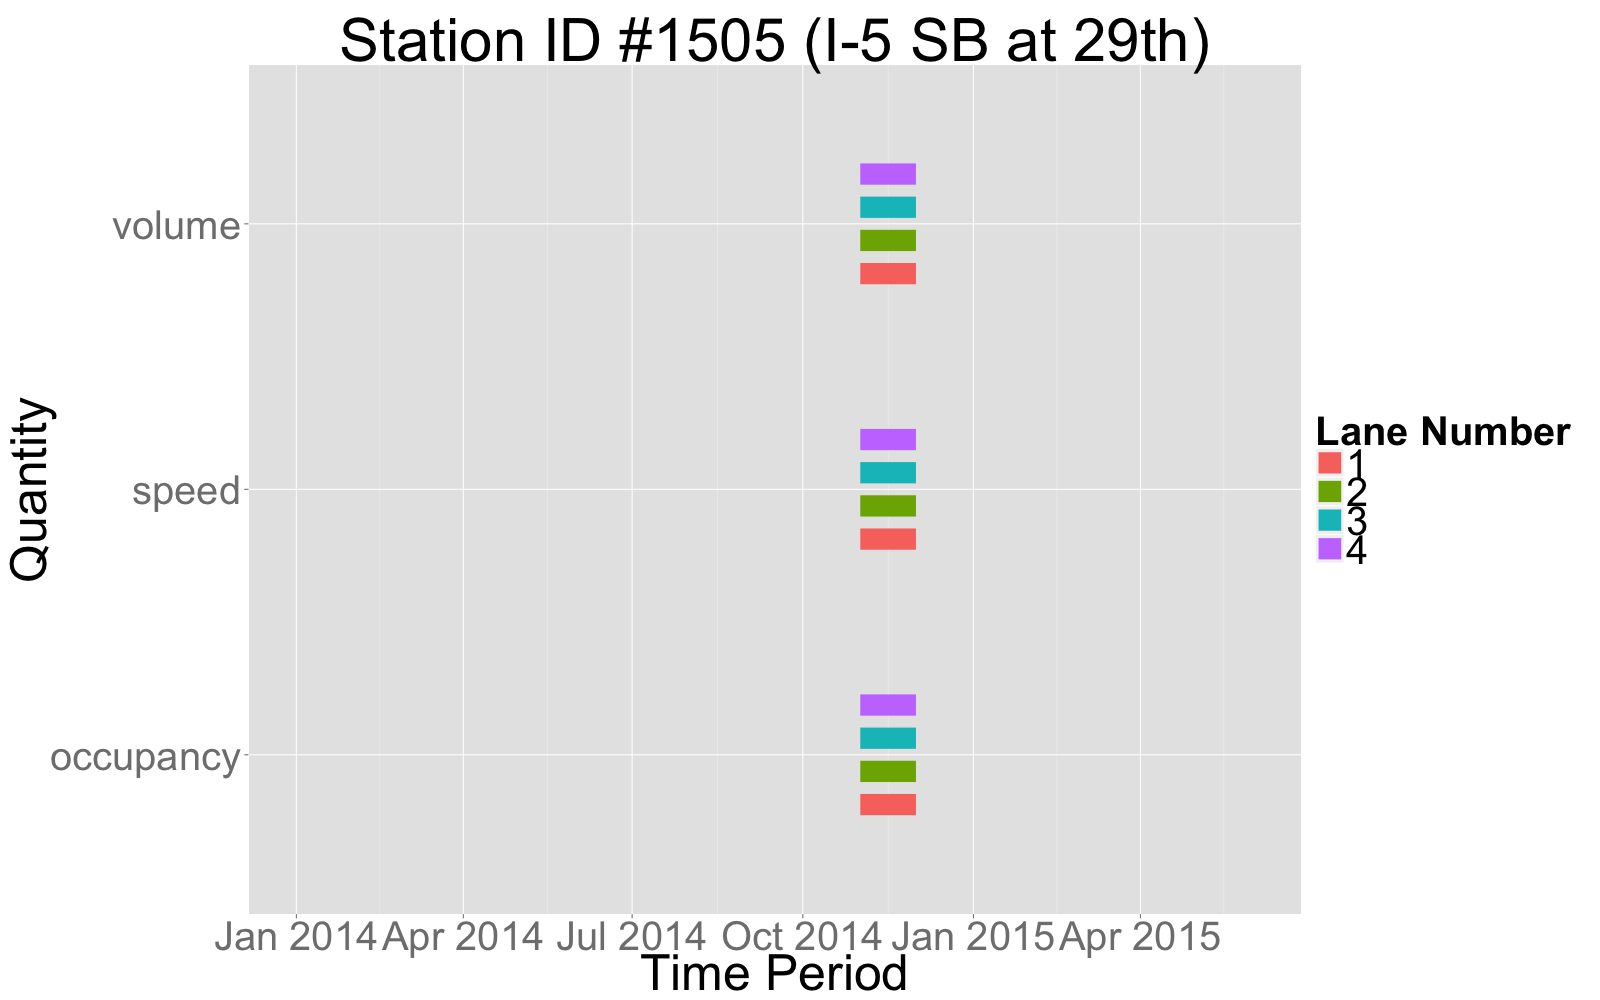 Station ID #1505 (I-5 SB at 29th)
volume
speed
occupancy
Quantity
Jan 2014 Apr 2014 Jul 2014 Oct 2014 Jan 2015 Apr 2015
Time Period
Lane Number
1
2
3
4